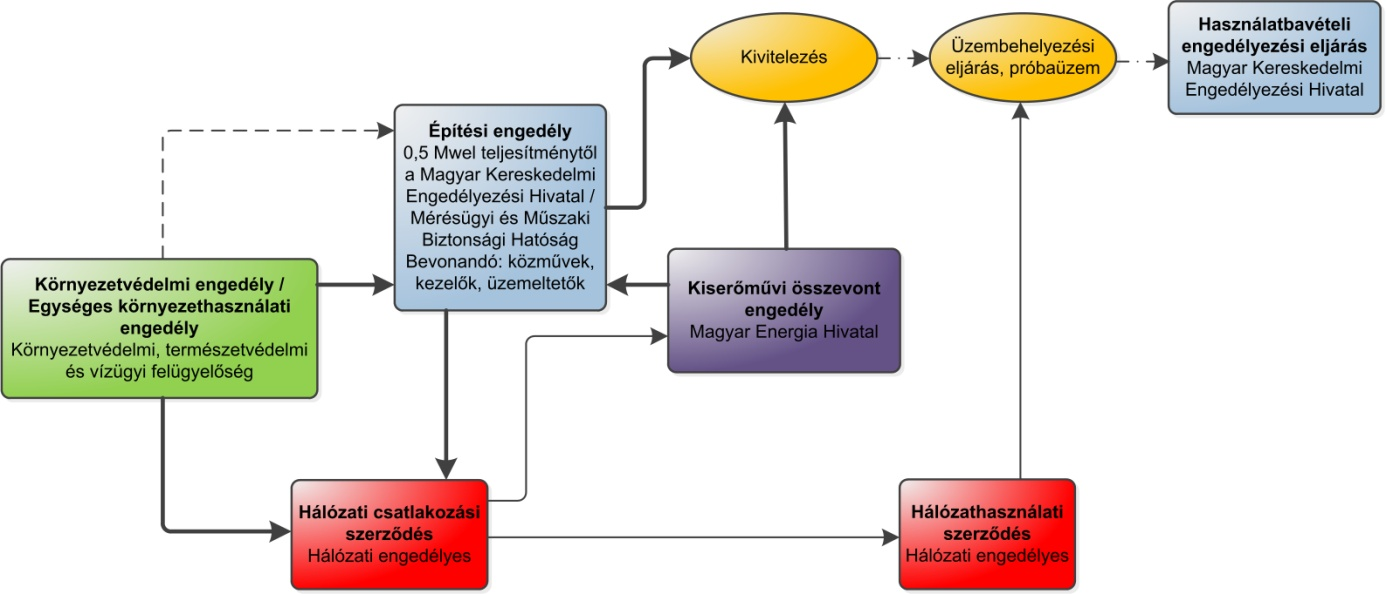 Használatbavételi
engedélyezési eljárás
Magyar Kereskedelmi
Engedélyezési Hivatal
Kivitelezés
Üzembehelyezési
eljárás, próbaüzem
Építési engedély
0,5 Mwel teljesítménytől
a Magyar Kereskedelmi
Engedélyezési Hivatal /
Mérésügyi és Műszaki
Biztonsági Hatóság
Bevonandó: közművek,
kezelők, üzemeltetők
Környezetvédelmi engedély /
Egységes környezethasználati
engedély
Környezetvédelmi, természetvédelmi
és vízügyi felügyelőség
Kiserőművi összevont
engedély
Magyar Energia Hivatal
Hálózati csatlakozási
szerződés
Hálózati engedélyes
Hálózathasználati
szerződés
Hálózati engedélyes